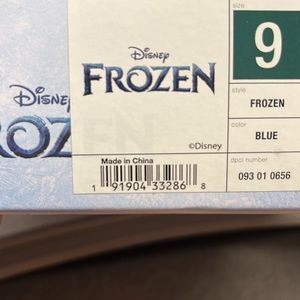 Disney
FROZEN
Disney
ROZ
©Disney
Made in China
1 91904 33286 8
size
9
style
FROZEN
color
BLUE
dpci number
093 01 0656